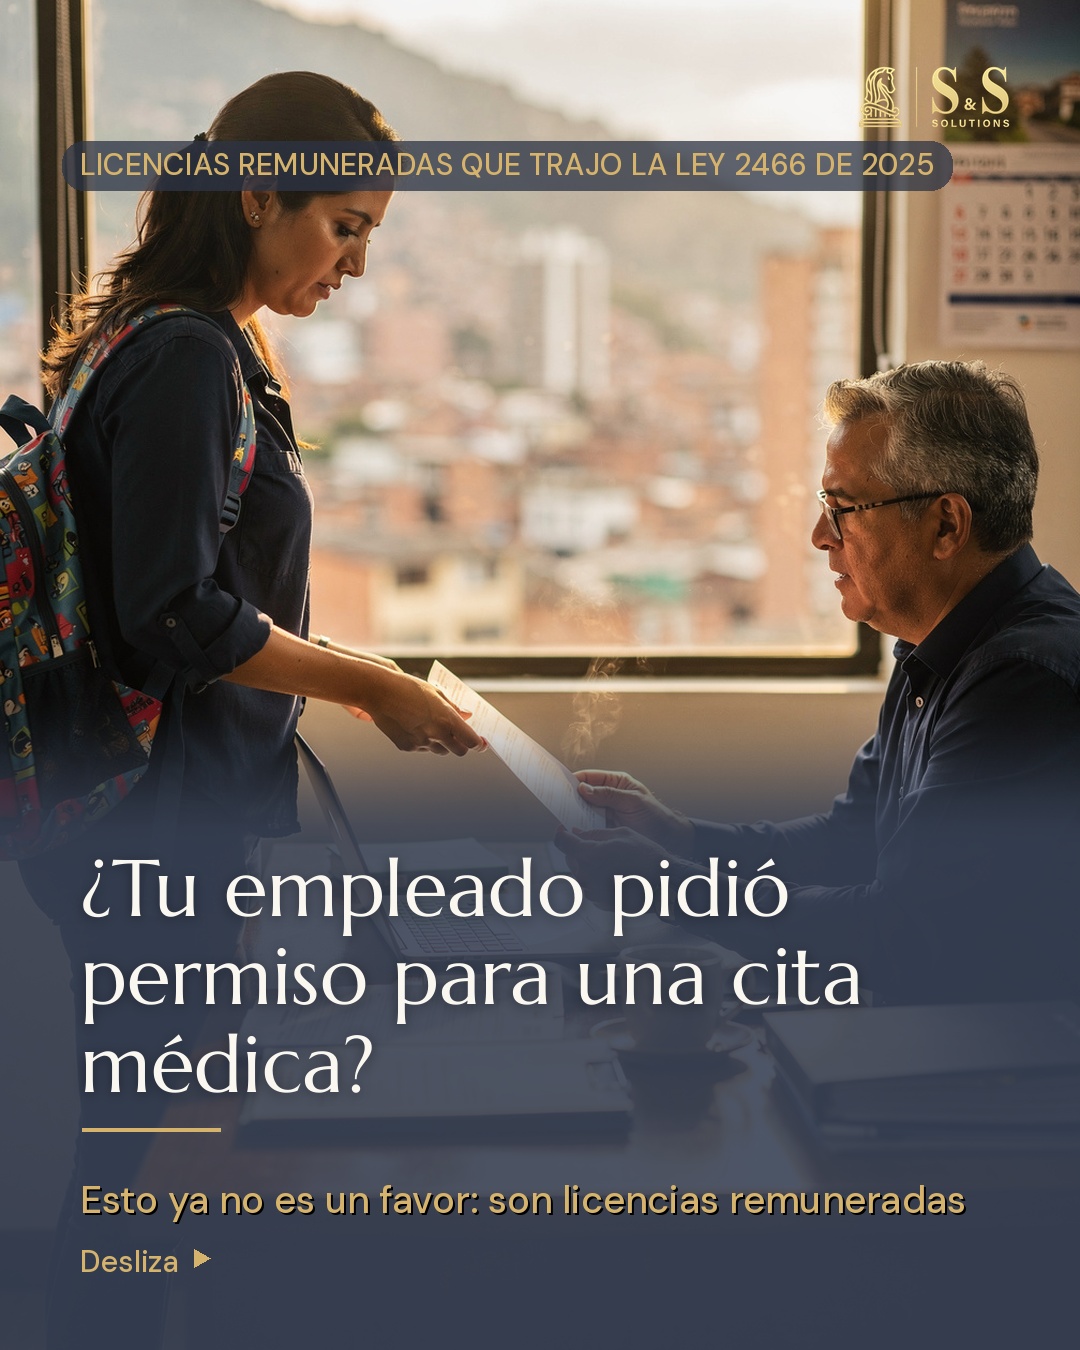 S&S
SOLUTIONS
LICENCIAS REMUNERADAS QUE TRAJO LA LEY 2466 DE 2025
¿Tu empleado pidió
permiso para una cita
médica?
Esto ya no es un favor: son licencias remuneradas
Desliza